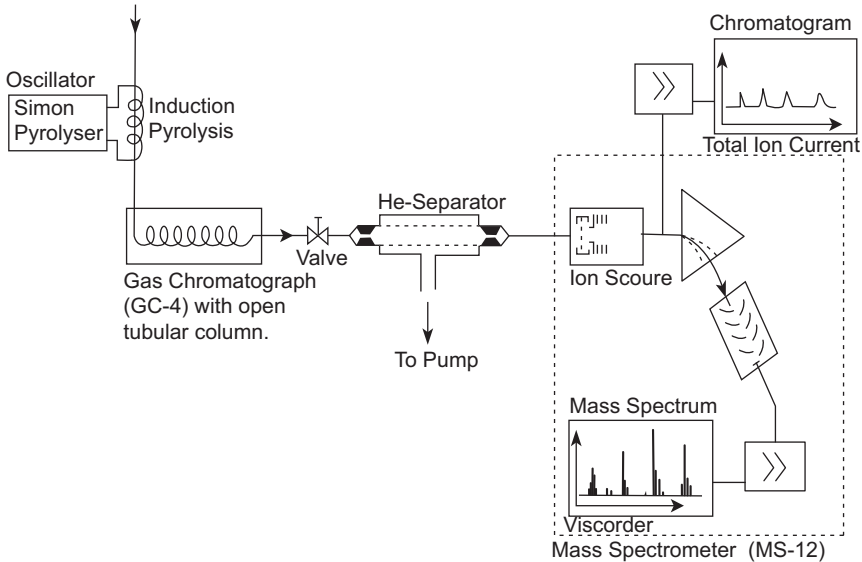 Oscillator
Simon
Pyrolyser
Induction
Pyrolysis
Gas Chromatograph
(GC-4) with open
tubular column.
Valve
He-Separator
To Pump
Ion Scoure
Chromatogram
Total Ion Current
Mass Spectrum
Viscorder
Mass Spectrometer (MS-12)